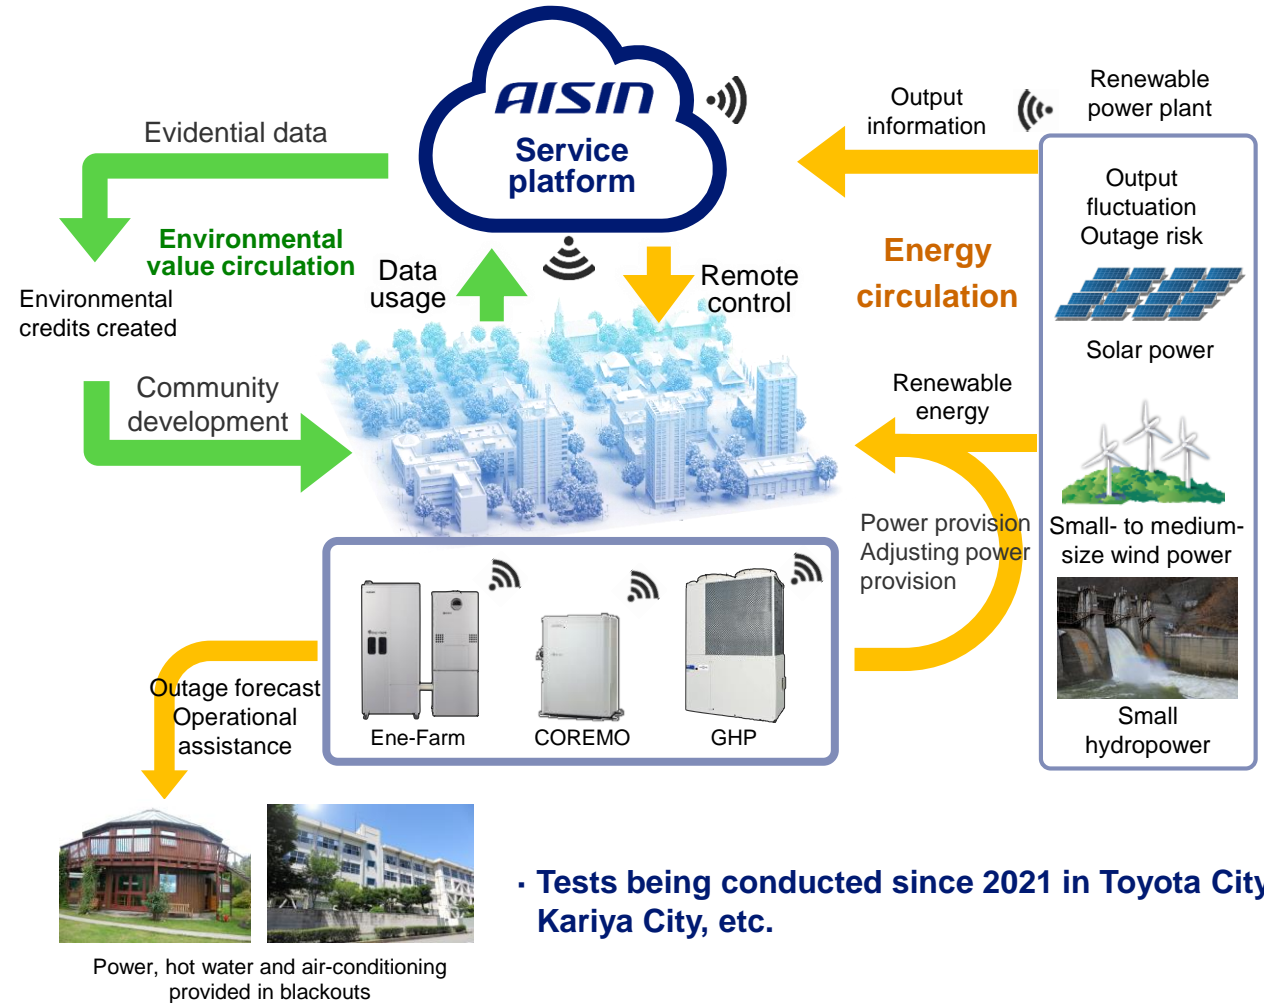 AISIN
Service
platform
Evidential data
Environmental
value circulation
Environmental
credits created
Community
development
Data
usage
Remote
control
Output
information
Renewable
power plant
Energy
circulation
Output
fluctuation
Outage risk
Solar power
Renewable
energy
Small- to medium-
size wind power
Power provision
Adjusting power
provision
Small
hydropower
Ene-Farm
COREMO
GHP
Outage forecast
Operational
assistance
Power, hot water and air-conditioning
provided in blackouts
· Tests being conducted since 2021 in Toyota City
Kariya City, etc.